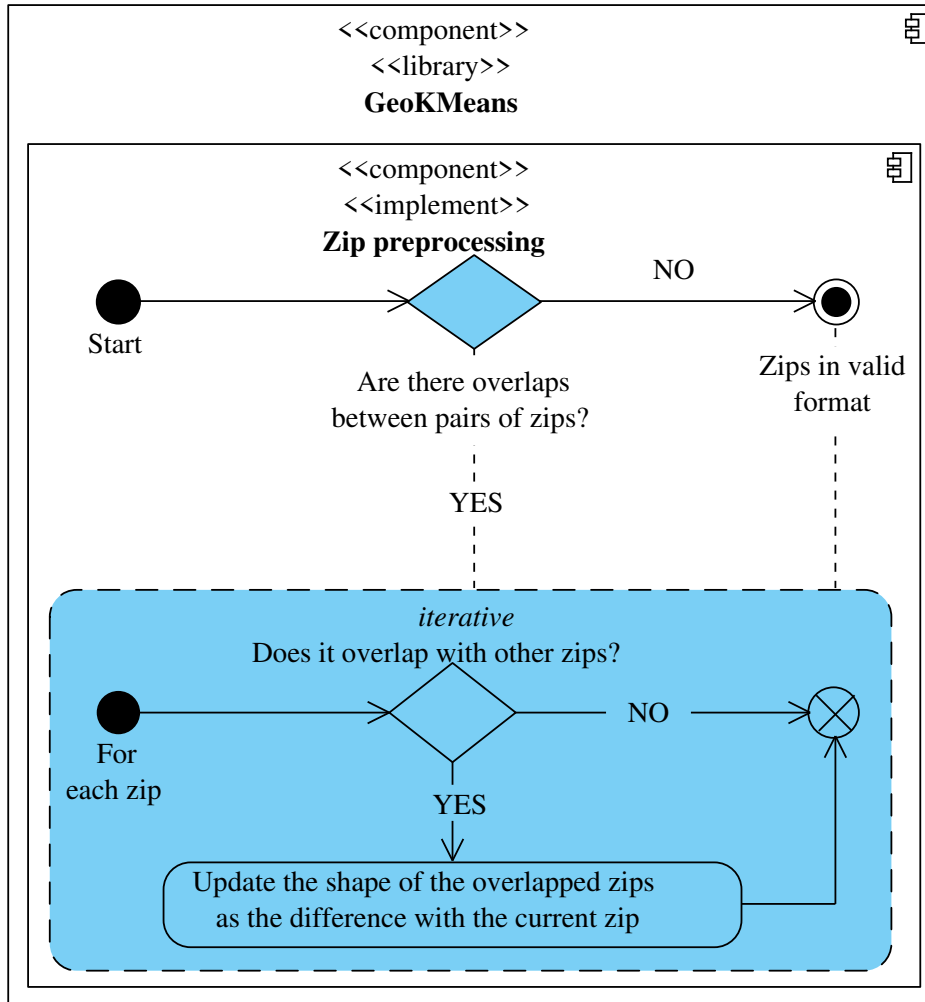 <<component>>
<<library>>
GeoKMeans
<<component>>
<<implement>>
Zip preprocessing
NO
Start
Are there overlaps
between pairs of zips?
Zips in valid
format
YES
iterative
Does it overlap with other zips?
NO
For
each zip
YES
Update the shape of the overlapped zips
as the difference with the current zip